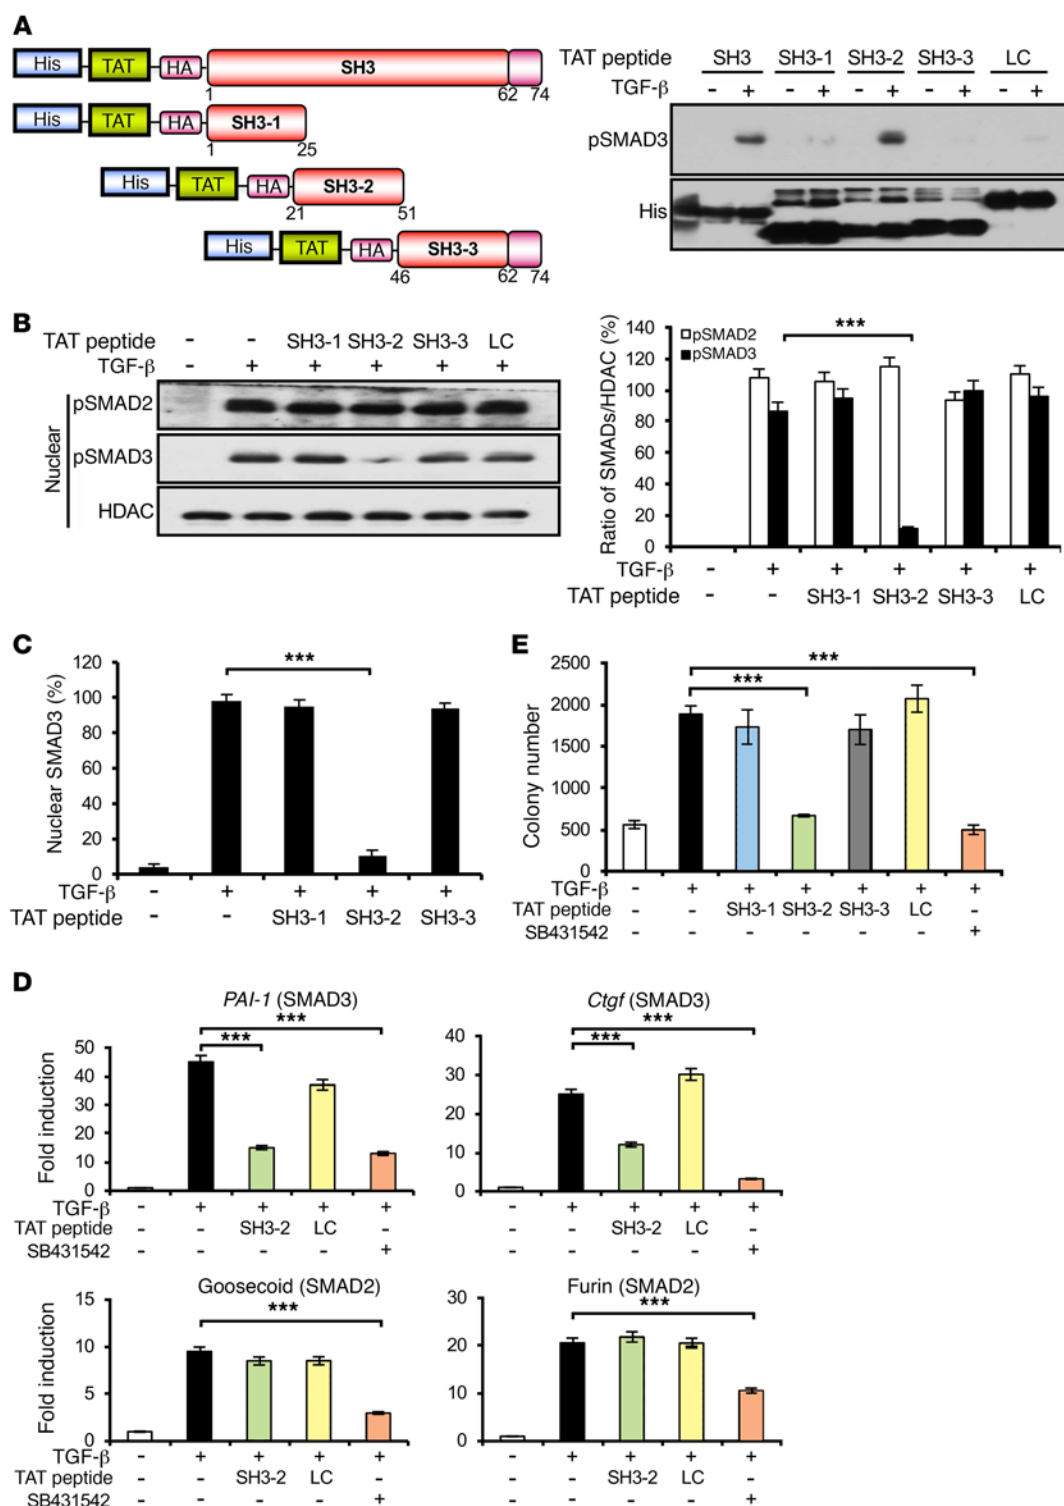 A
His TAT HA SH3
1 62 74
His TAT HA SH3-1
1 25
His TAT HA SH3-2
21 51
His TAT HA SH3-3
46 62 74
TAT peptide SH3 SH3-1 SH3-2 SH3-3 LC
TGF-β - + - + - + - + - +
pSMAD3
His
B
TAT peptide - - SH3-1 SH3-2 SH3-3 LC
TGF-β - + + + + +
Nuclear
pSMAD2
pSMAD3
HDAC
Ratio of SMADs/HDAC (%)
140
120
100
80
60
40
20
0
***
pSMAD2
pSMAD3
TGF-β - + + + + +
TAT peptide - - SH3-1 SH3-2 SH3-3 LC
C
Nuclear SMAD3 (%)
120
100
80
60
40
20
0
***
TGF-β - + + + +
TAT peptide - - SH3-1 SH3-2 SH3-3
E
Colony number
2500
2000
1500
1000
500
0
***
***
TGF-β - + + + + + +
TAT peptide - - SH3-1 SH3-2 SH3-3 LC -
SB431542 - - - - - - +
D
PAI-1 (SMAD3)
Fold induction
50
40
30
20
10
0
***
***
TGF-β - + + + +
TAT peptide - - SH3-2 LC -
SB431542 - - - - +
Ctgf (SMAD3)
40
30
20
10
0
***
***
- + + + +
- - SH3-2 LC -
- - - - +
Goosecoid (SMAD2)
Fold induction
15
10
5
0
***
TGF-β - + + + +
TAT peptide - - SH3-2 LC -
SB431542 - - - - +
Furin (SMAD2)
30
20
10
0
***
- + + + +
- - SH3-2 LC -
- - - - +